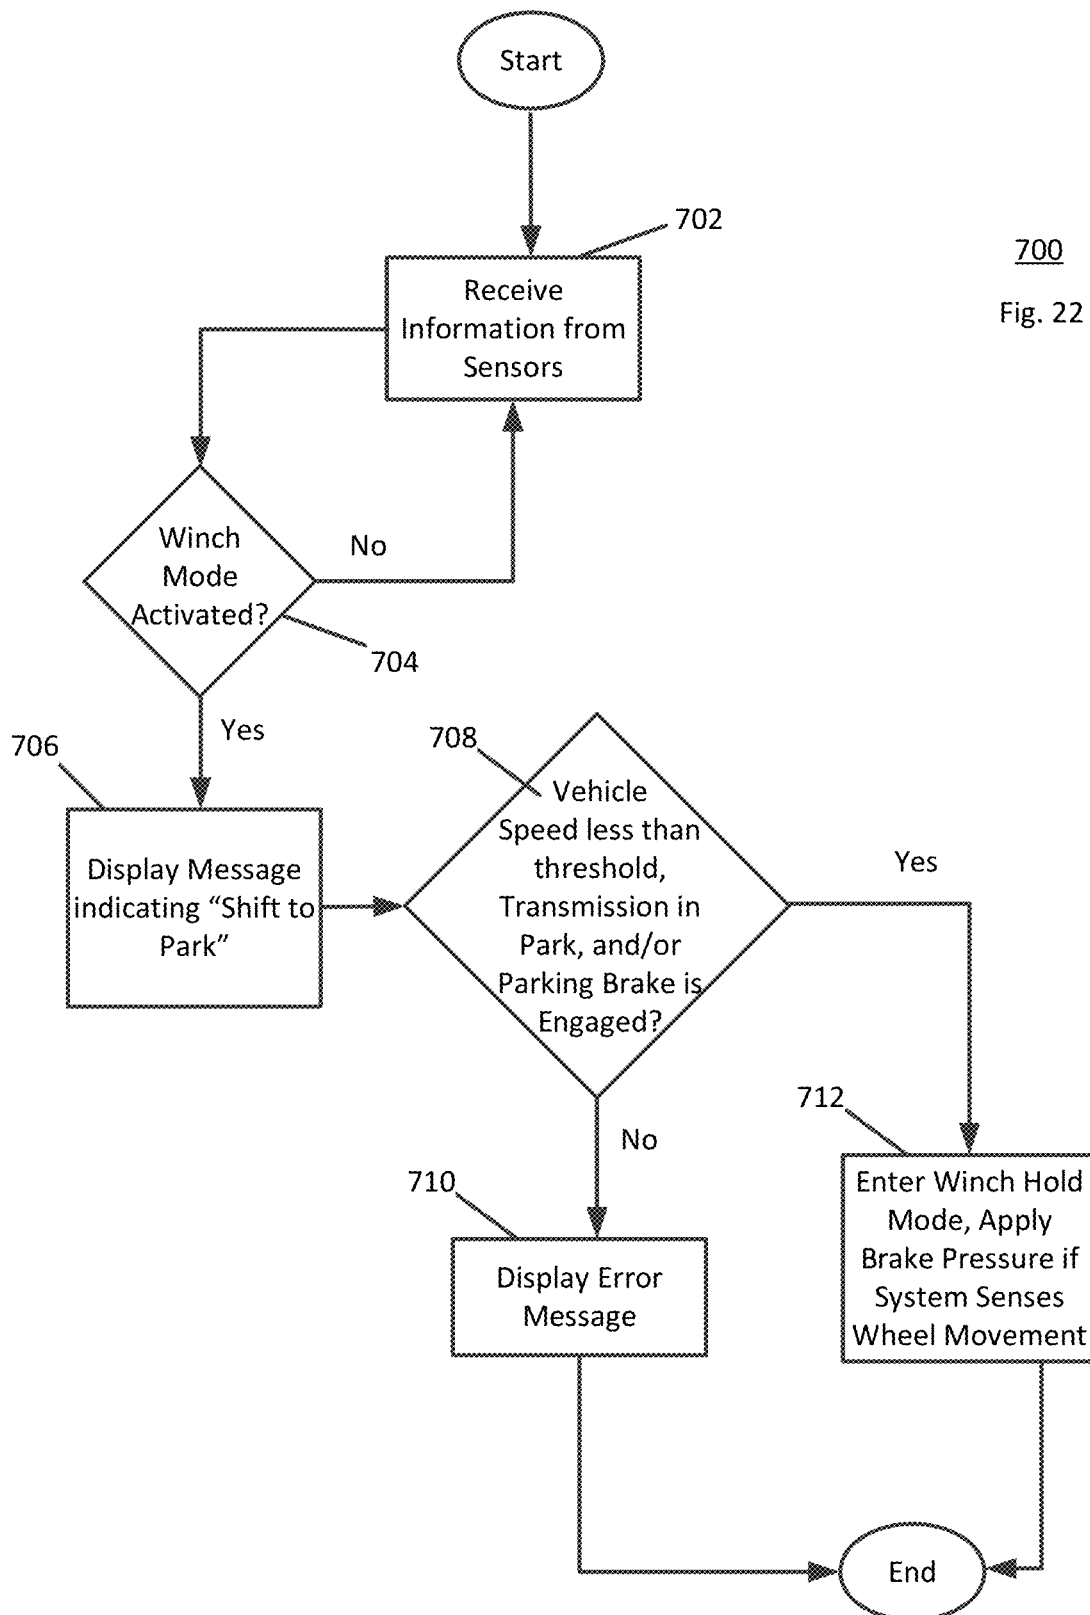 Start
702
700
Fig. 22
Receive
Information from
Sensors
Winch
Mode
Activated?
No
704
Yes
706
Display Message
indicating “Shift to
Park”
708
Vehicle
Speed less than
threshold,
Transmission in
Park, and/or
Parking Brake is
Engaged?
Yes
No
710
Display Error
Message
712
Enter Winch Hold
Mode, Apply
Brake Pressure if
System Senses
Wheel Movement
End